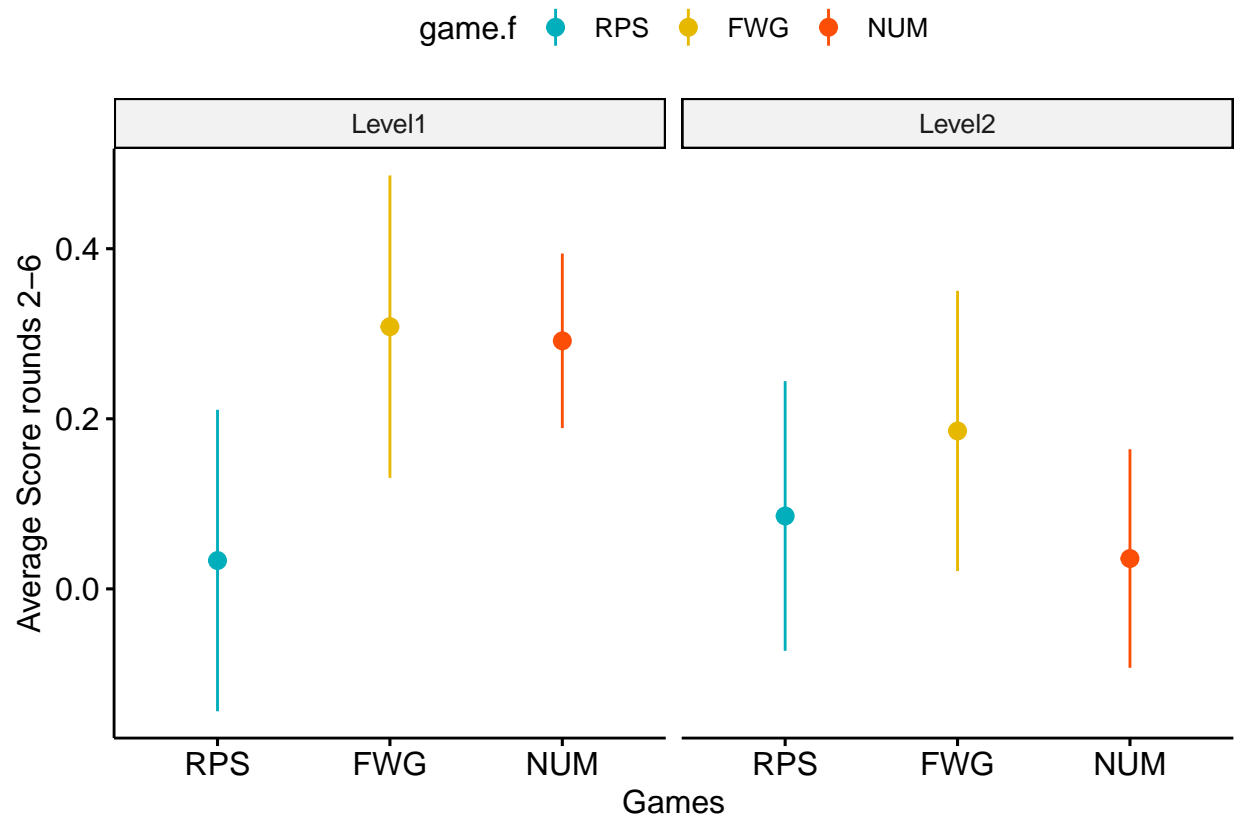 game.f RPS FWG NUM
Level1 Level2
Average Score rounds 2−6
0.4
0.2
0.0
RPS FWG NUM RPS FWG NUM
Games